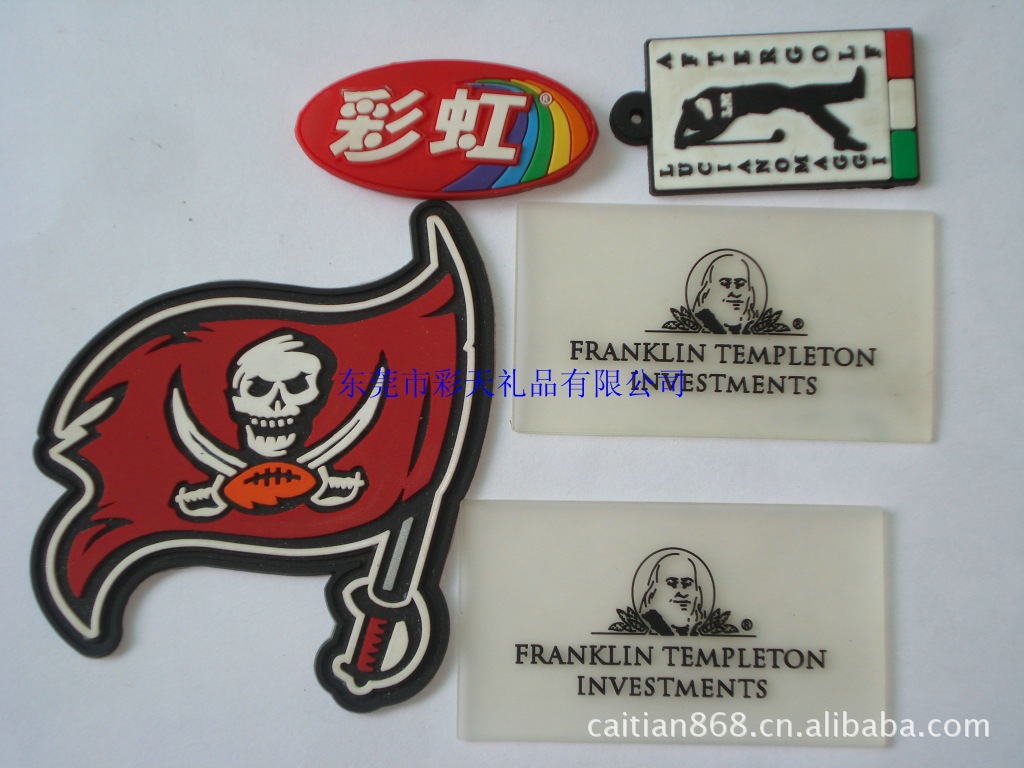 彩虹®
AFTERGOLF
LM
LUCIANOMAGGI
®
FRANKLIN TEMPLETON
INVESTMENTS
东莞市彩天礼品有限公司
®
FRANKLIN TEMPLETON
INVESTMENTS
caitian868.cn.alibaba.com